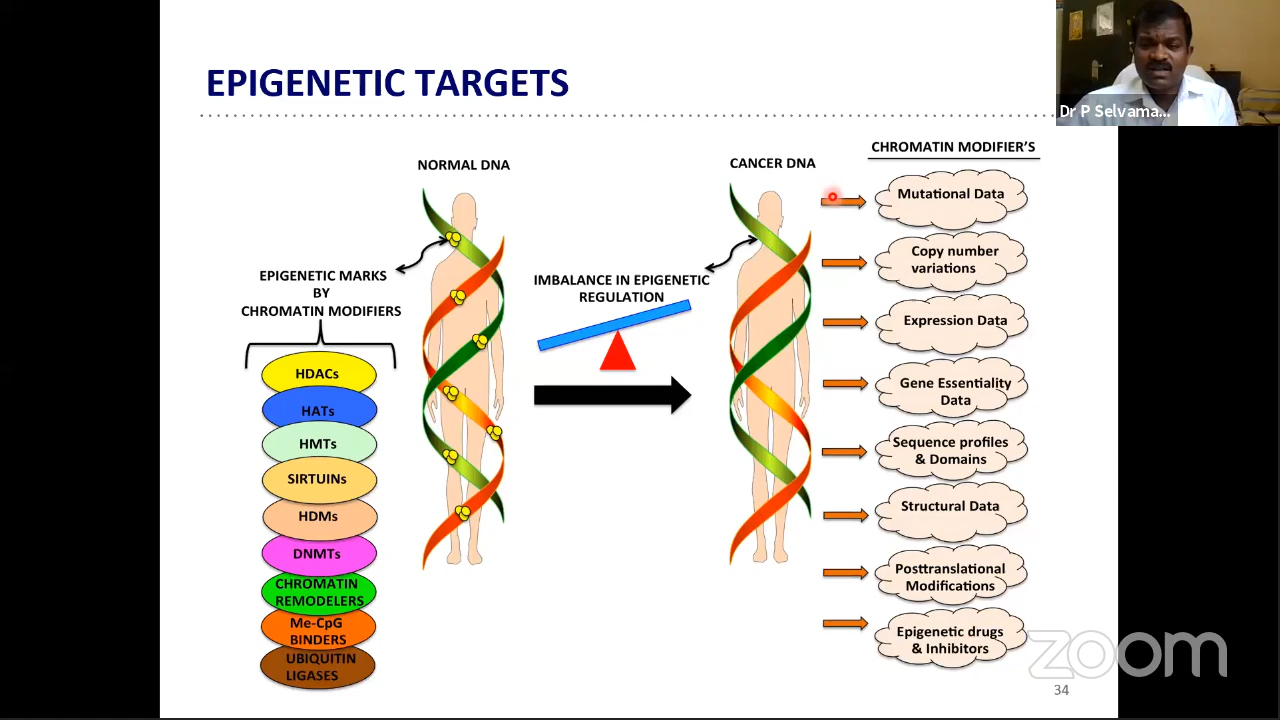 EPIGENETIC TARGETS
Dr P Selvama...
NORMAL DNA
CANCER DNA
CHROMATIN MODIFIER'S
EPIGENETIC MARKS
BY
CHROMATIN MODIFIERS
HDACs
HATs
HMTs
SIRTUINs
HDMs
DNMTs
CHROMATIN
REMODELERS
Me-CpG
BINDERS
UBIQUITIN
LIGASES
IMBALANCE IN EPIGENETIC
REGULATION
Mutational Data
Copy number
variations
Expression Data
Gene Essentiality
Data
Sequence profiles
& Domains
Structural Data
Posttranslational
Modifications
Epigenetic drugs
& Inhibitors
zoom
34